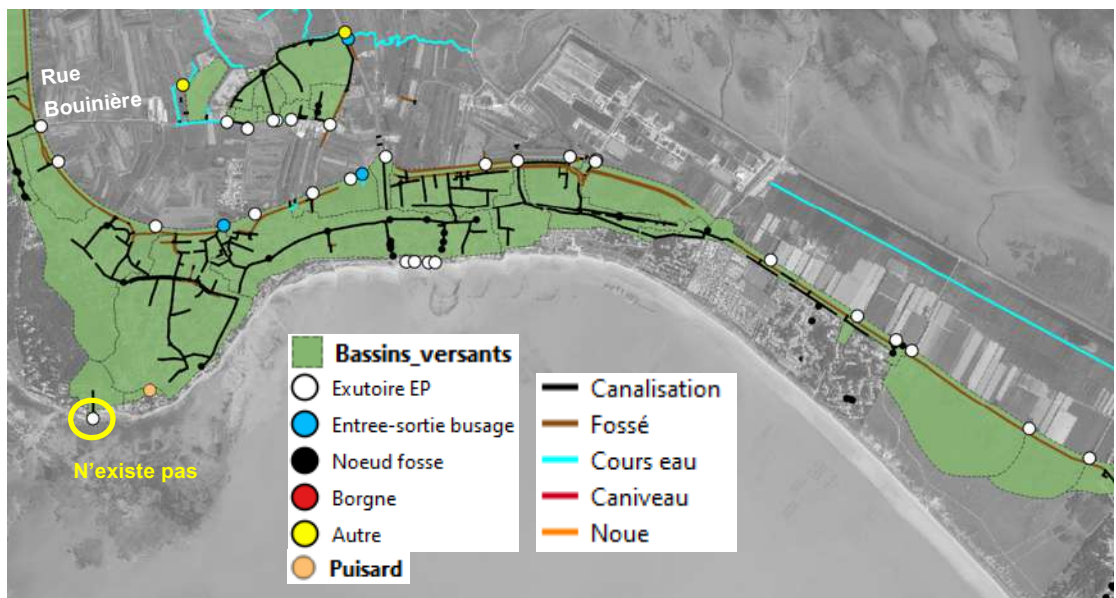 Rue
Bouinière
N'existe pas
Bassins_versants
Exutoire EP
Entree-sortie busage
Noeud fosse
Borgne
Autre
Puisard
Canalisation
Fossé
Cours eau
Caniveau
Noue